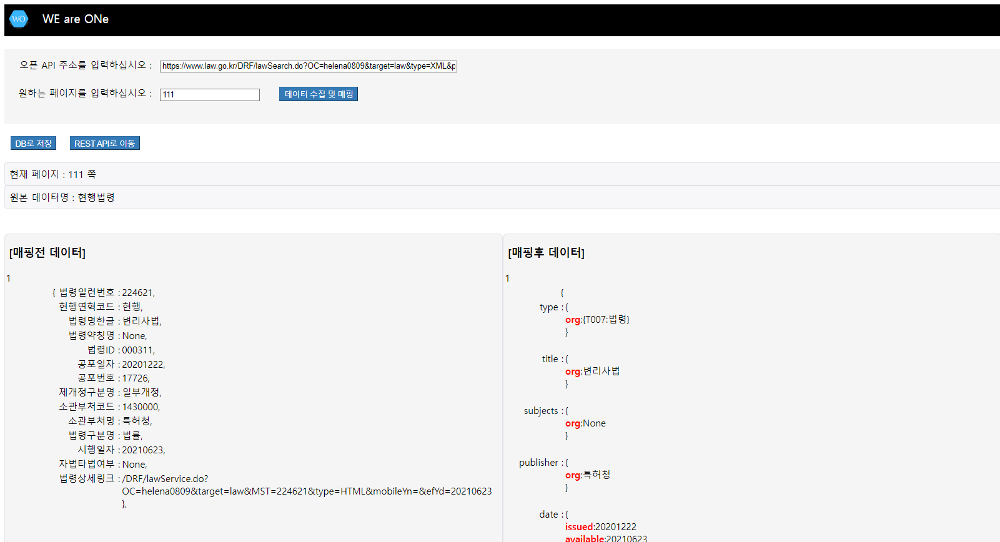 WO
WE are ONe
오픈 API 주소를 입력하십시오 : https://www.law.go.kr/DRF/lawSearch.do?OC=helena0809&target=law&type=XML&p
원하는 페이지를 입력하십시오 : 111 데이터 수집 및 매핑
DB로 저장 REST API로 이동
현재 페이지 : 111 쪽
원본 데이터명 : 현행법령
[매핑전 데이터]
1
{ 법령일련번호 : 224621,
현행연혁코드 : 현행,
법령명한글 : 변리사법,
법령약칭명 : None,
법령ID : 000311,
공포일자 : 20201222,
공포번호 : 17726,
제개정구분명 : 일부개정,
소관부처코드 : 1430000,
소관부처명 : 특허청,
법령구분명 : 법률,
시행일자 : 20210623,
자법타법여부 : None,
법령상세링크 : /DRF/lawService.do?
OC=helena0809&target=law&MST=224621&type=HTML&mobileYn=&efYd=20210623
},
[매핑후 데이터]
1
{
type : {
org:{T007:법령}
}
title : {
org:변리사법
}
subjects : {
org:None
}
publisher : {
org:특허청
}
date : {
issued:20201222
available:20210623